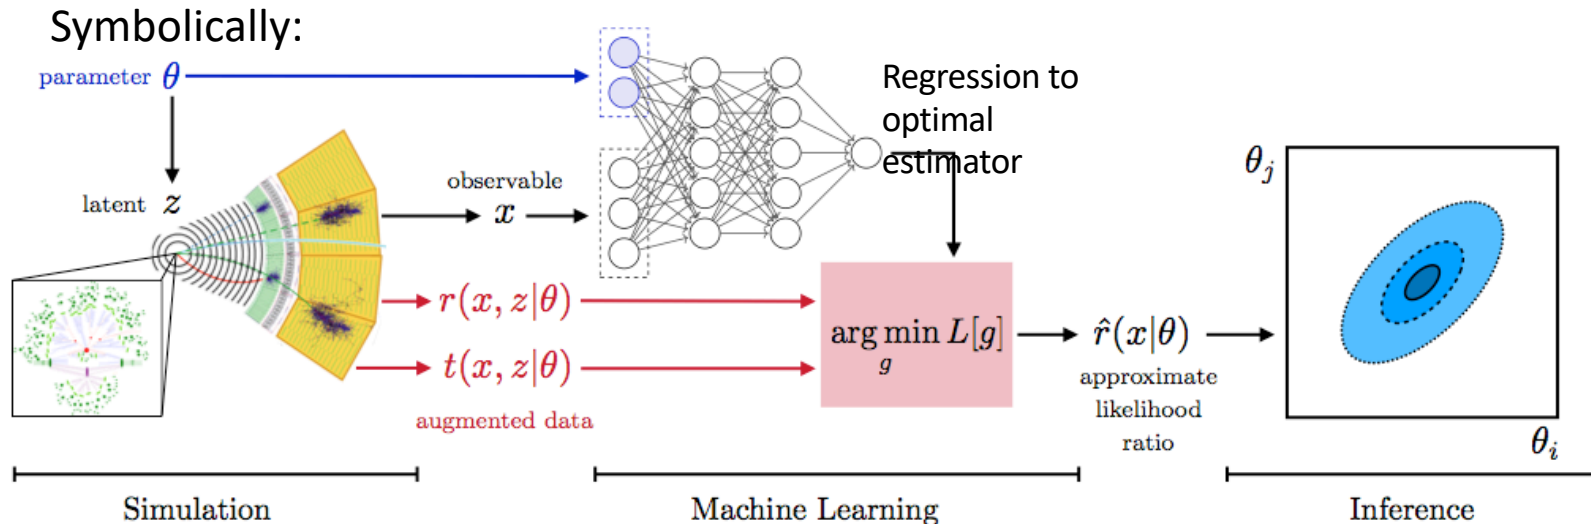 Symbolically:
parameter θ
latent z
observable
x
r(x, z|θ)
t(x, z|θ)
augmented data
Regression to
optimal
estimator
arg min L[g]
g
r̂(x|θ)
approximate
likelihood
ratio
θj
θi
Simulation
Machine Learning
Inference